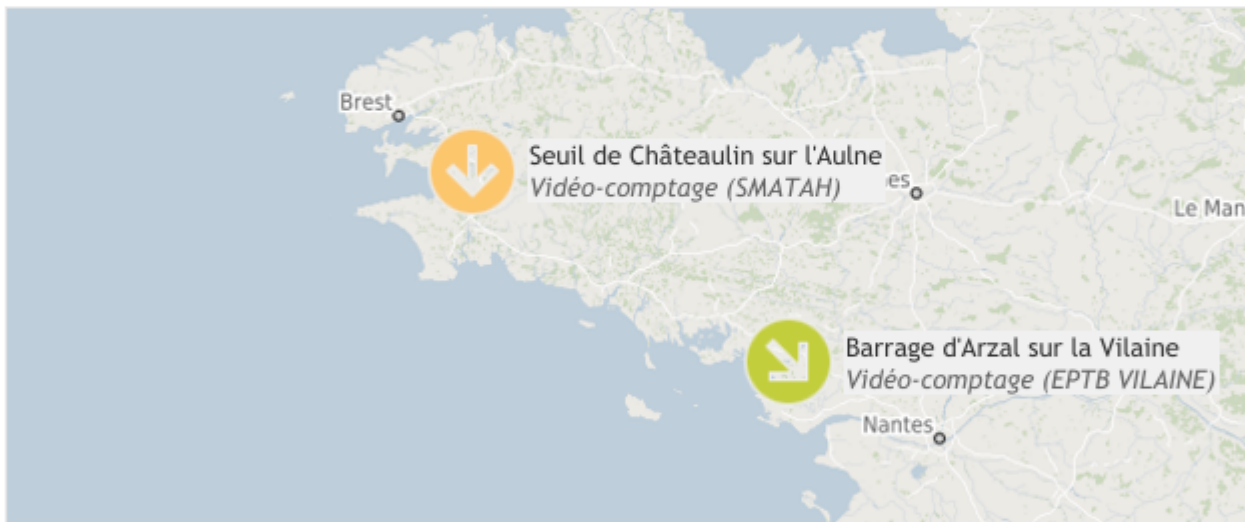 Brest
Seuil de Châteaulin sur l'Aulne
Vidéo-comptage (SMATAH)
es
Le Man
Barrage d'Arzal sur la Vilaine
Vidéo-comptage (EPTB VILAINE)
Nantes